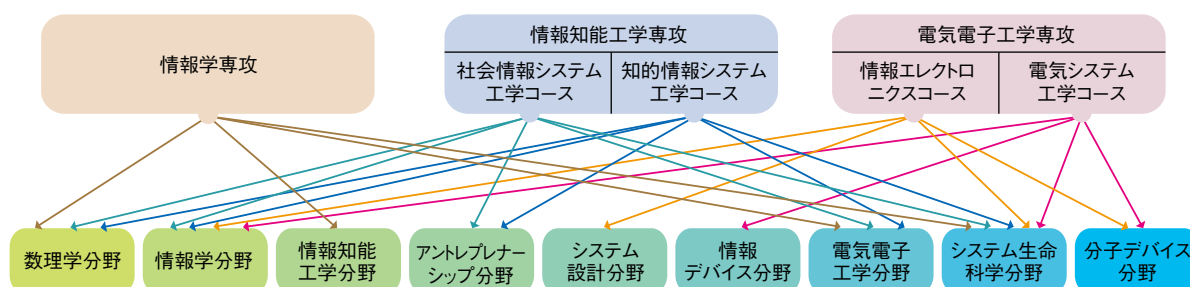 情報学専攻
情報知能工学専攻
社会情報システム
工学コース
知的情報システム
工学コース
電気電子工学専攻
情報エレクトロ
ニクスコース
電気システム
工学コース
数理学分野
情報学分野
情報知能
工学分野
アントレプレナー
シップ分野
システム
設計分野
情報
デバイス分野
電気電子
工学分野
システム生命
科学分野
分子デバイス
分野